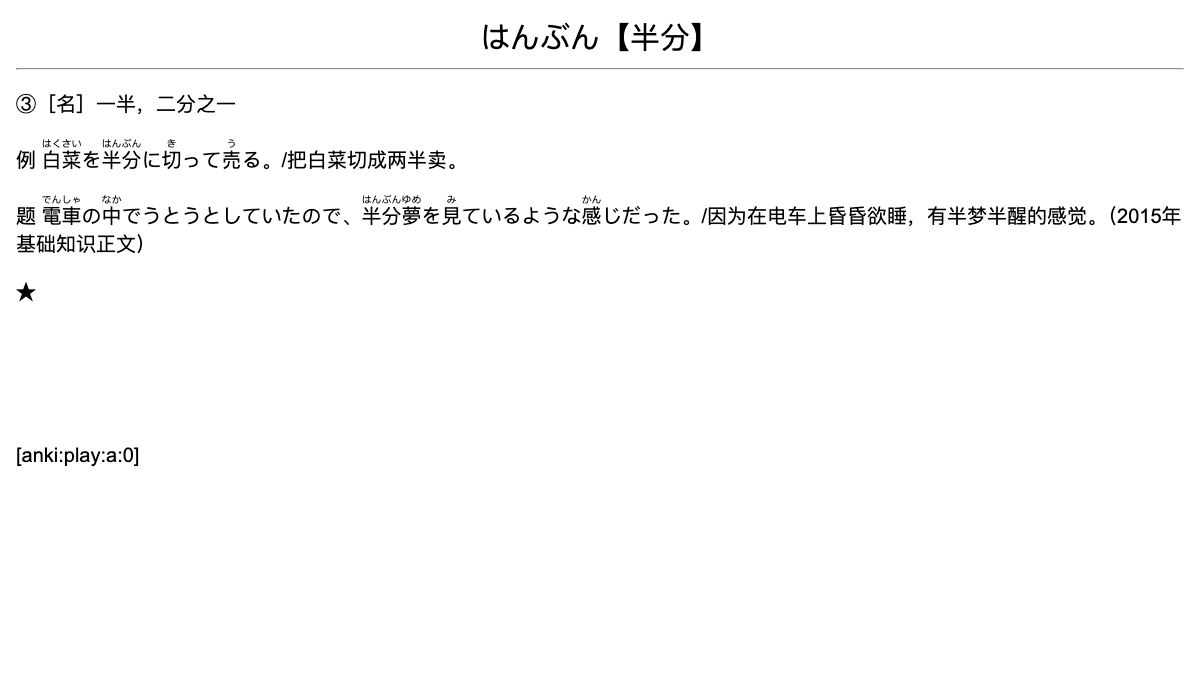 はんぶん【半分】
③［名］一半，二分之一
はくさい はんぶん き う
例 白菜を半分に切って売る。/把白菜切成两半卖。
でんしゃ なか はんぶんゆめ み かん
题 電車の中でうとうとしていたので、半分夢を見ているような感じだった。/因为在电车上昏昏欲睡，有半梦半醒的感觉。（2015年
基础知识正文）
★
[anki:play:a:0]